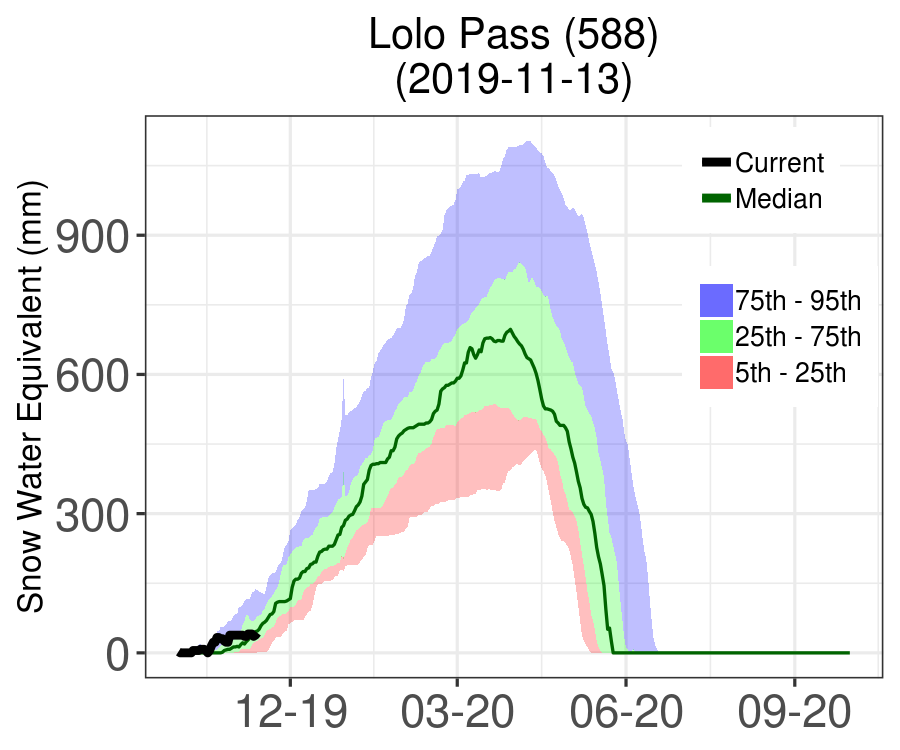 Lolo Pass (588)
(2019-11-13)
Snow Water Equivalent (mm)
900
600
300
0
Current
Median
75th - 95th
25th - 75th
5th - 25th
12-19
03-20
06-20
09-20